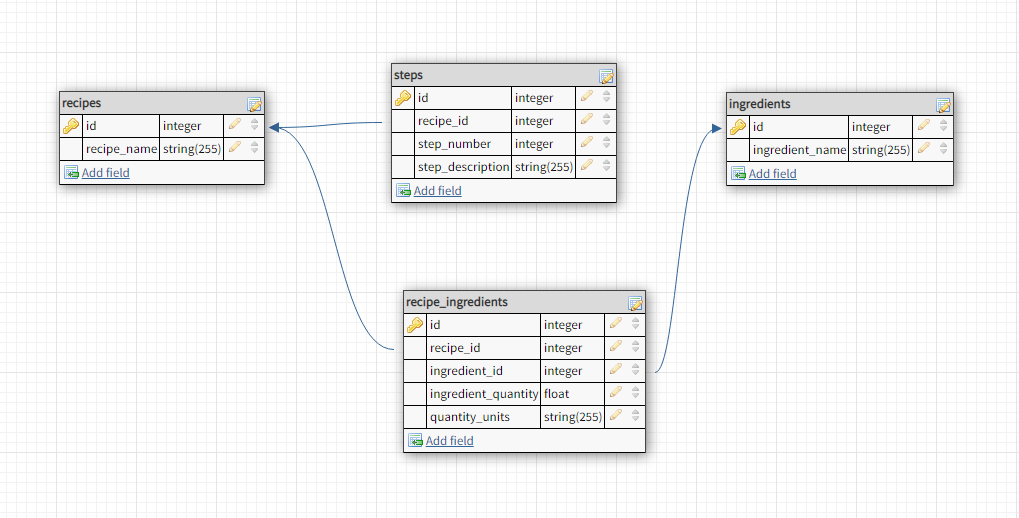 recipes
id integer
recipe_name string(255)
Add field
steps
id integer
recipe_id integer
step_number integer
step_description string(255)
Add field
ingredients
id integer
ingredient_name string(255)
Add field
recipe_ingredients
id integer
recipe_id integer
ingredient_id integer
ingredient_quantity float
quantity_units string(255)
Add field